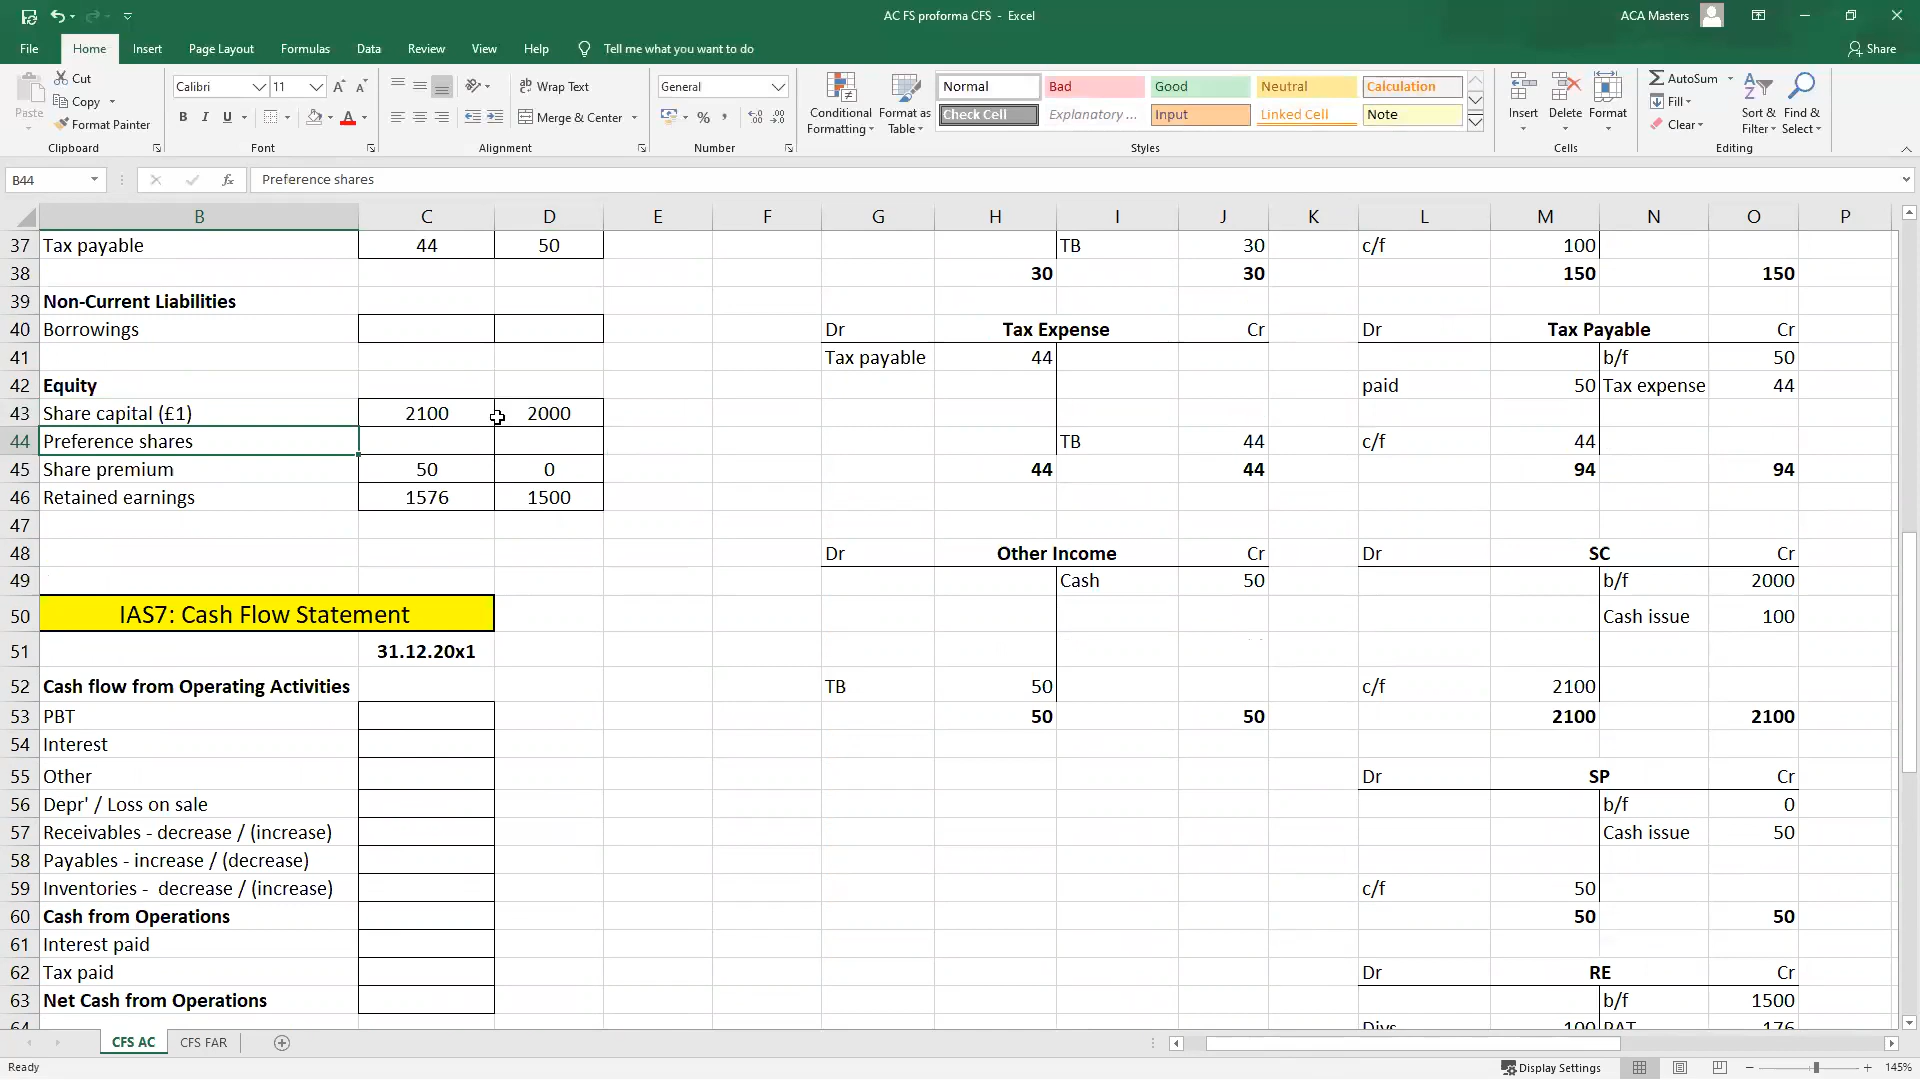 AC FS proforma CFS - Excel
ACA Masters
File Home Insert Page Layout Formulas Data Review View Help Tell me what you want to do Share
Paste
Cut
Copy
Format Painter
Clipboard
Calibri 11
B I U
Font
Wrap Text
Merge & Center
Alignment
General
Number
Conditional Formatting
Format as Table
Normal Bad Good Neutral Calculation
Check Cell Explanatory ... Input Linked Cell Note
Styles
Insert Delete Format
Cells
AutoSum
Fill
Clear
Sort & Filter
Find & Select
Editing
B44 fx Preference shares
B C D E F G H I J K L M N O P
37 Tax payable 44 50 TB 30 c/f 100
38 30 30 150 150
39 Non-Current Liabilities
40 Borrowings Dr Tax Expense Cr Dr Tax Payable Cr
41 Tax payable 44 b/f 50
42 Equity paid 50 Tax expense 44
43 Share capital (£1) 2100 2000
44 Preference shares TB 44 c/f 44
45 Share premium 50 0 44 44 94 94
46 Retained earnings 1576 1500
47
48 Dr Other Income Cr Dr SC Cr
49 Cash 50 b/f 2000
50 IAS7: Cash Flow Statement Cash issue 100
51 31.12.20x1
52 Cash flow from Operating Activities TB 50 c/f 2100
53 PBT 50 50 2100 2100
54 Interest
55 Other Dr SP Cr
56 Depr' / Loss on sale b/f 0
57 Receivables - decrease / (increase) Cash issue 50
58 Payables - increase / (decrease)
59 Inventories - decrease / (increase) c/f 50
60 Cash from Operations 50 50
61 Interest paid
62 Tax paid Dr RE Cr
63 Net Cash from Operations b/f 1500
64 Divs 100 PAT 176
CFS AC CFS FAR
Ready Display Settings 145%